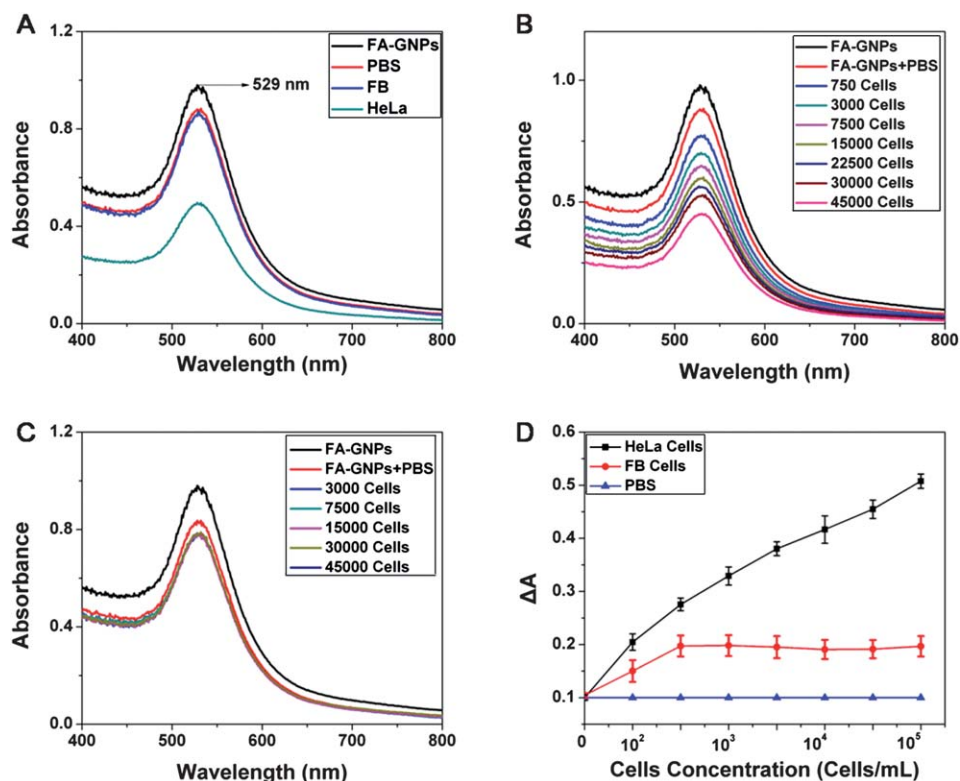 A
1.2
0.8
0.4
0.0
Absorbance
FA-GNPs
PBS
FB
HeLa
529 nm
400 500 600 700 800
Wavelength (nm)
B
1.0
0.5
0.0
Absorbance
FA-GNPs
FA-GNPs+PBS
750 Cells
3000 Cells
7500 Cells
15000 Cells
22500 Cells
30000 Cells
45000 Cells
400 500 600 700 800
Wavelength (nm)
C
1.2
0.8
0.4
0.0
Absorbance
FA-GNPs
FA-GNPs+PBS
3000 Cells
7500 Cells
15000 Cells
30000 Cells
45000 Cells
400 500 600 700 800
Wavelength (nm)
D
HeLa Cells
FB Cells
PBS
0.5
0.4
0.3
0.2
0.1
ΔA
0 10² 10³ 10⁴ 10⁵
Cells Concentration (Cells/mL)